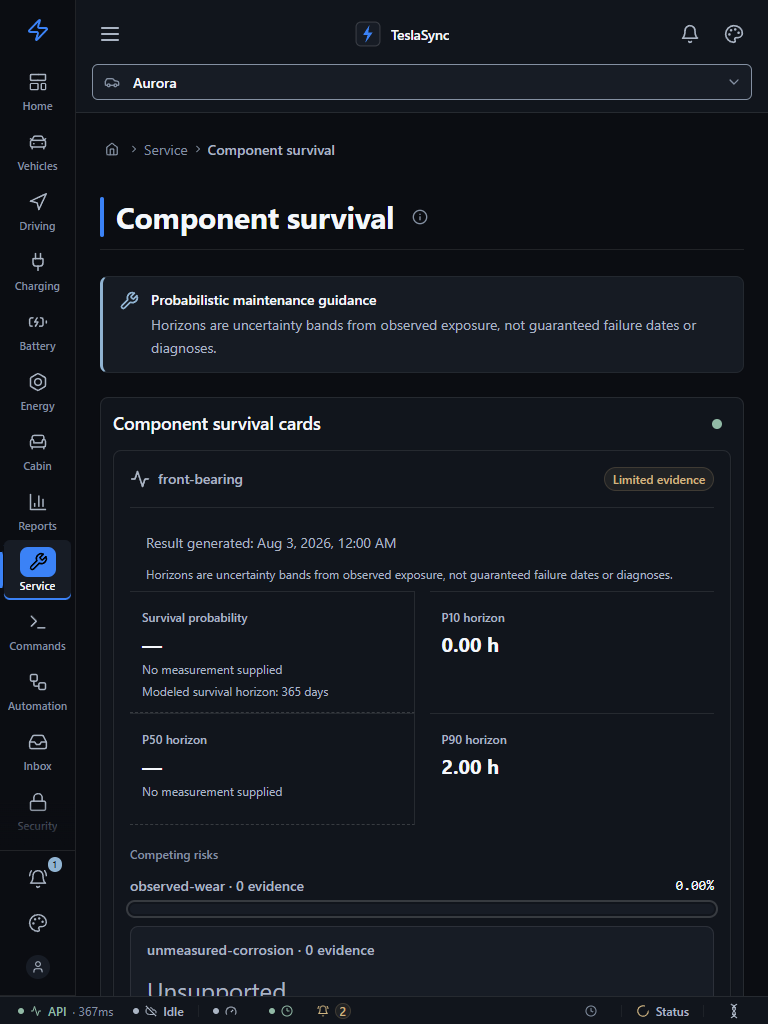 TeslaSync
Aurora
Home
Vehicles
Driving
Charging
Battery
Energy
Cabin
Reports
Service
Commands
Automation
Inbox
Security
1
Service
Component survival
Component survival
Probabilistic maintenance guidance
Horizons are uncertainty bands from observed exposure, not guaranteed failure dates or
diagnoses.
Component survival cards
front-bearing
Limited evidence
Result generated: Aug 3, 2026, 12:00 AM
Horizons are uncertainty bands from observed exposure, not guaranteed failure dates or diagnoses.
Survival probability
—
No measurement supplied
Modeled survival horizon: 365 days
P10 horizon
0.00 h
P50 horizon
—
No measurement supplied
P90 horizon
2.00 h
Competing risks
observed-wear · 0 evidence
0.00%
unmeasured-corrosion · 0 evidence
Unsupported
API · 367ms
Idle
2
Status